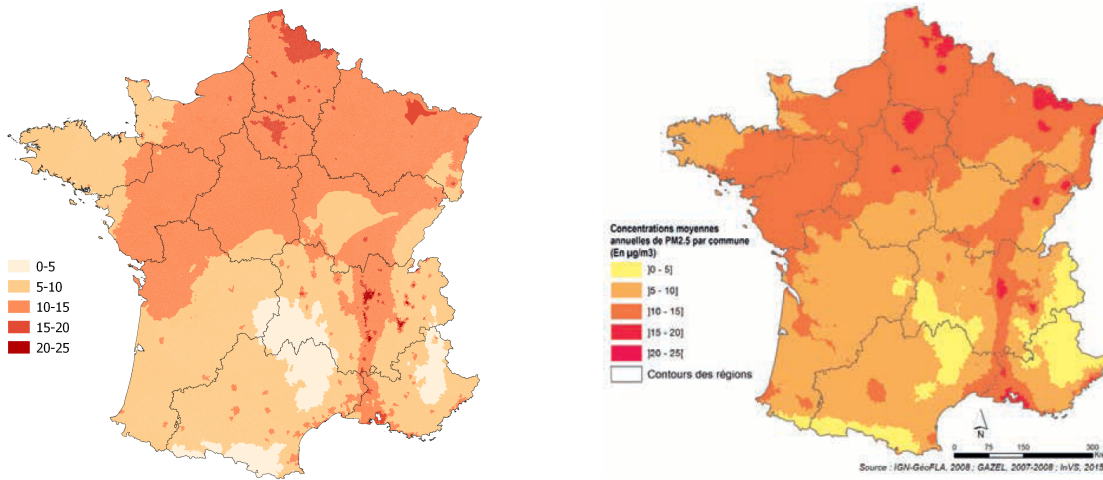 0-5
5-10
10-15
15-20
20-25
Concentrations moyennes
annuelles de PM2.5 par commune
(En µg/m3)
]0 - 5]
]5 - 10]
]10 - 15]
]15 - 20]
]20 - 25]
Contours des régions
N
0 75 150 300
Km
Source : IGN-GéoFLA, 2008 ; GAZEL, 2007-2008 ; InVS, 2015